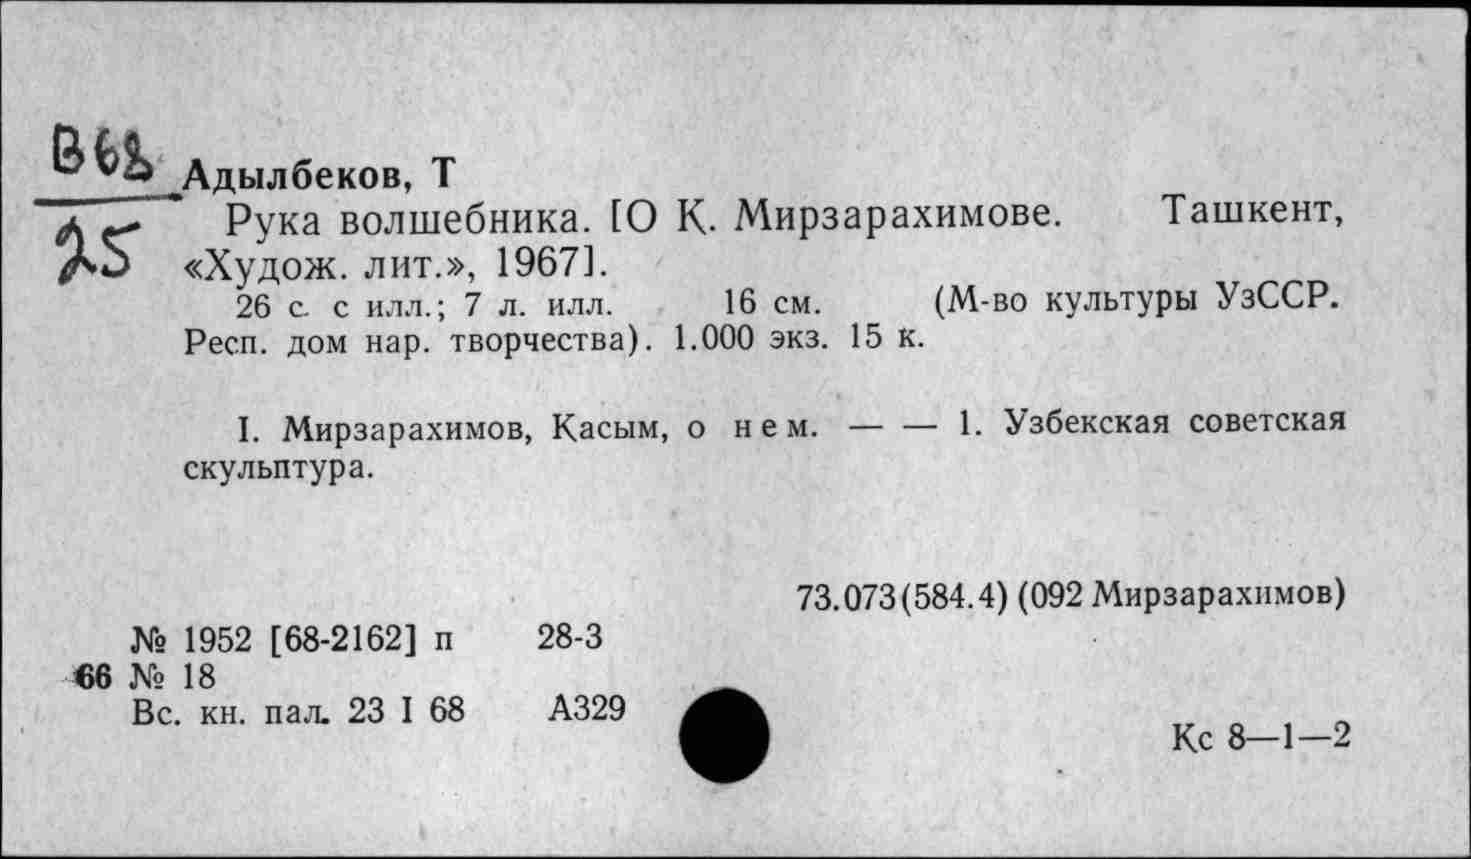 B68
25
Адылбеков, Т
Рука волшебника. [О К. Мирзарахимове. Ташкент,
«Худож. лит.», 1967].
26 с. с илл.; 7 л. илл. 16 см. (М-во культуры УзССР.
Респ. дом нар. творчества). 1.000 экз. 15 к.
I. Мирзарахимов, Касым, о нем. — — 1. Узбекская советская
скульптура.
73.073(584.4) (092 Мирзарахимов)
№ 1952 [68-2162] п 28-3
66 № 18
Вс. кн. пал. 23 I 68 А329
Кс 8—1—2